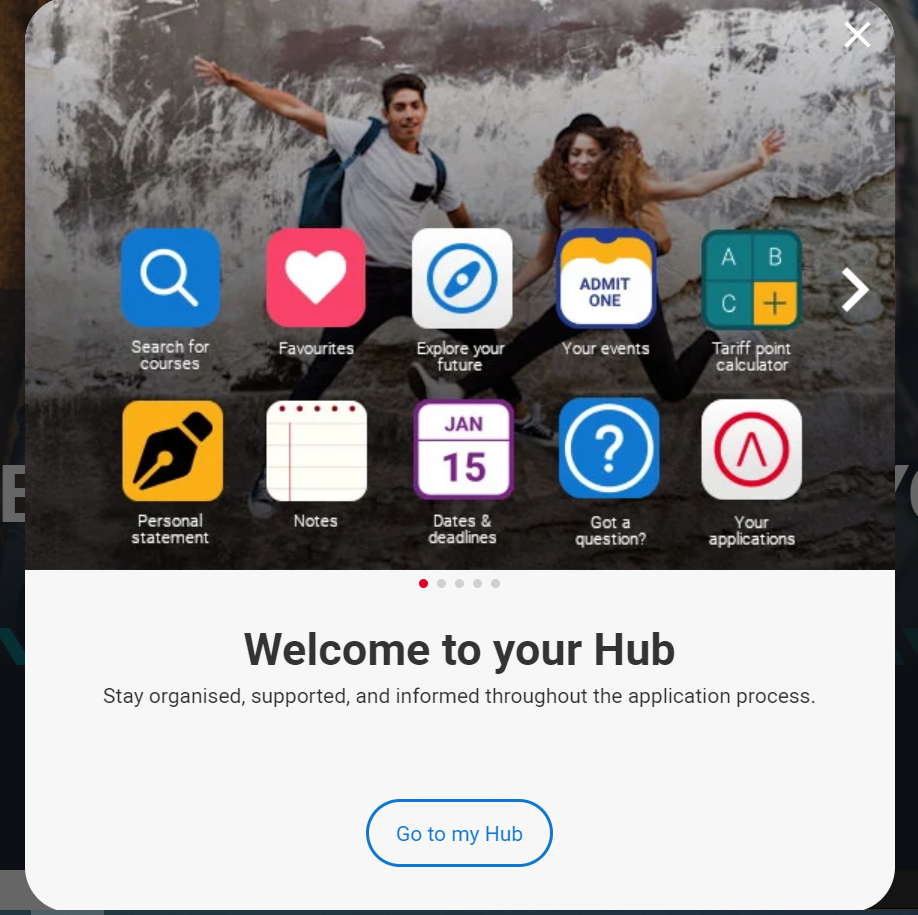 A B
ADMIT
ONE
C +
Search for
courses
Favourites
Explore your
future
Your events
Tariff point
calculator
JAN
15
?
Personal
statement
Notes
Dates &
deadlines
Got a
question?
Your
applications
Welcome to your Hub
Stay organised, supported, and informed throughout the application process.
Go to my Hub